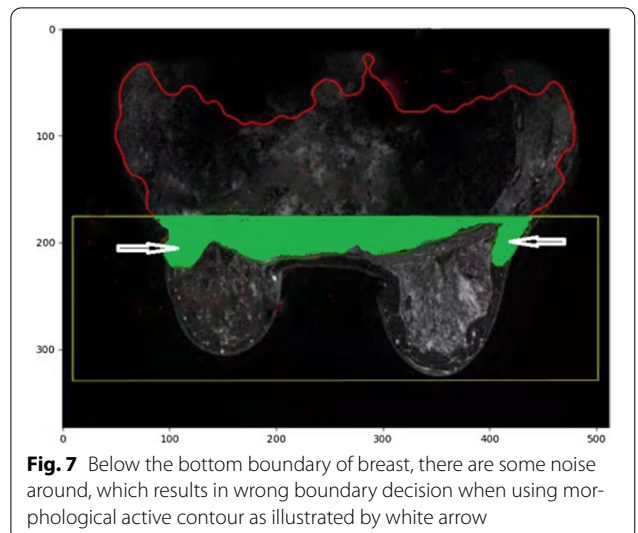 0
100
200
300
0 100 200 300 400 500
Fig. 7 Below the bottom boundary of breast, there are some noise
around, which results in wrong boundary decision when using mor-
phological active contour as illustrated by white arrow